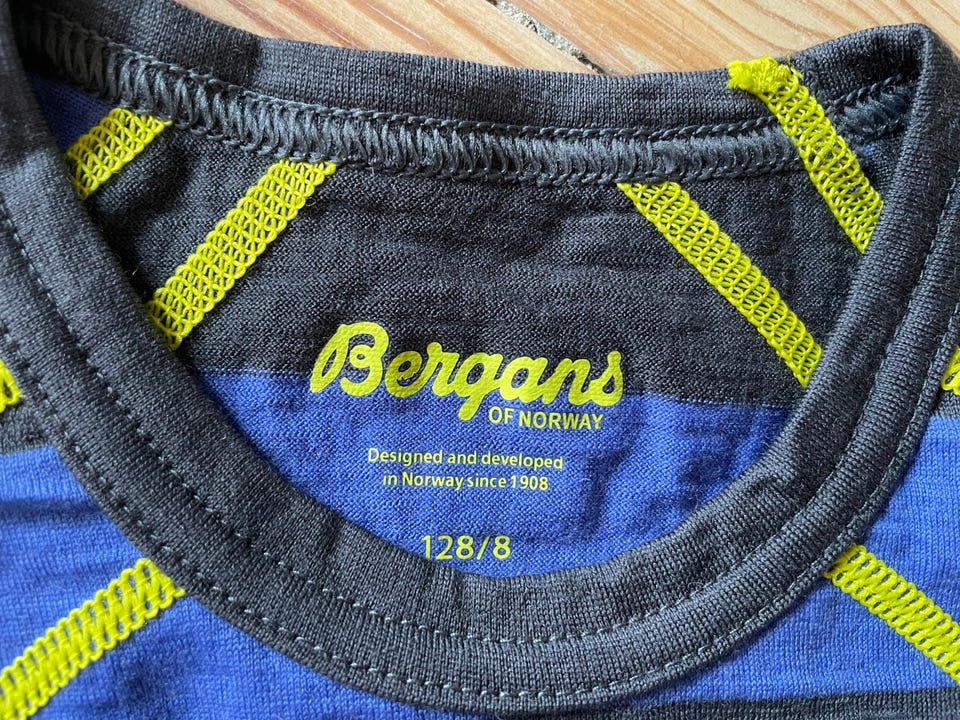 Bergans
OF NORWAY
Designed and developed
in Norway since 1908
128/8